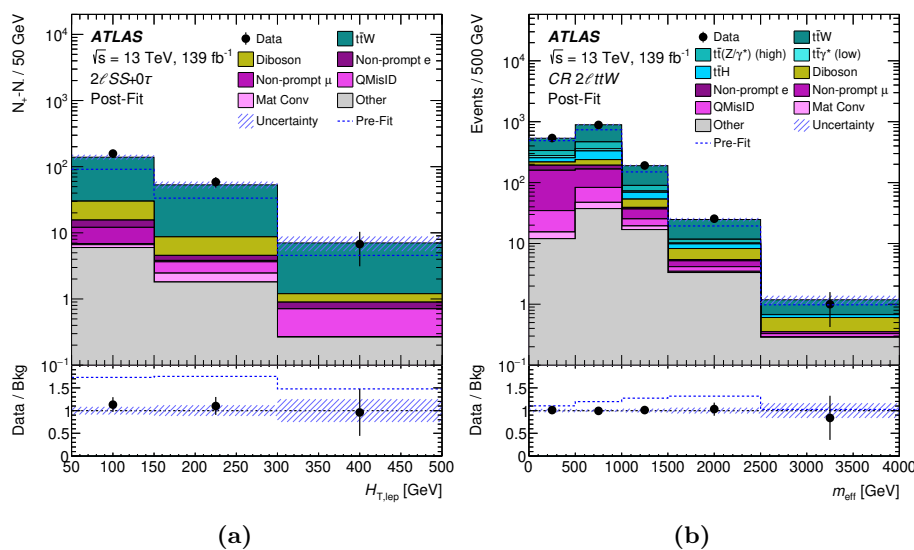 N₊-N₋ / 50 GeV
10⁴
10³
10²
10
1
10⁻¹
ATLAS
√s = 13 TeV, 139 fb⁻¹
2ℓSS+0τ
Post-Fit
Data
tt̄W
Diboson
Non-prompt e
Non-prompt μ
QMisID
Mat Conv
Other
Uncertainty
Pre-Fit
Data / Bkg
1.5
1
0.5
0
50 100 150 200 250 300 350 400 450 500
H_T,lep [GeV]
(a)
Events / 500 GeV
10⁵
10⁴
10³
10²
10
1
ATLAS
√s = 13 TeV, 139 fb⁻¹
CR 2ℓttW
Post-Fit
Data
tt̄W
tt̄(Z/γ*) (high)
tt̄γ* (low)
tt̄H
Diboson
Non-prompt e
Non-prompt μ
QMisID
Mat Conv
Other
Uncertainty
Pre-Fit
Data / Bkg
1.5
1
0.5
0
0 500 1000 1500 2000 2500 3000 3500 4000
m_eff [GeV]
(b)